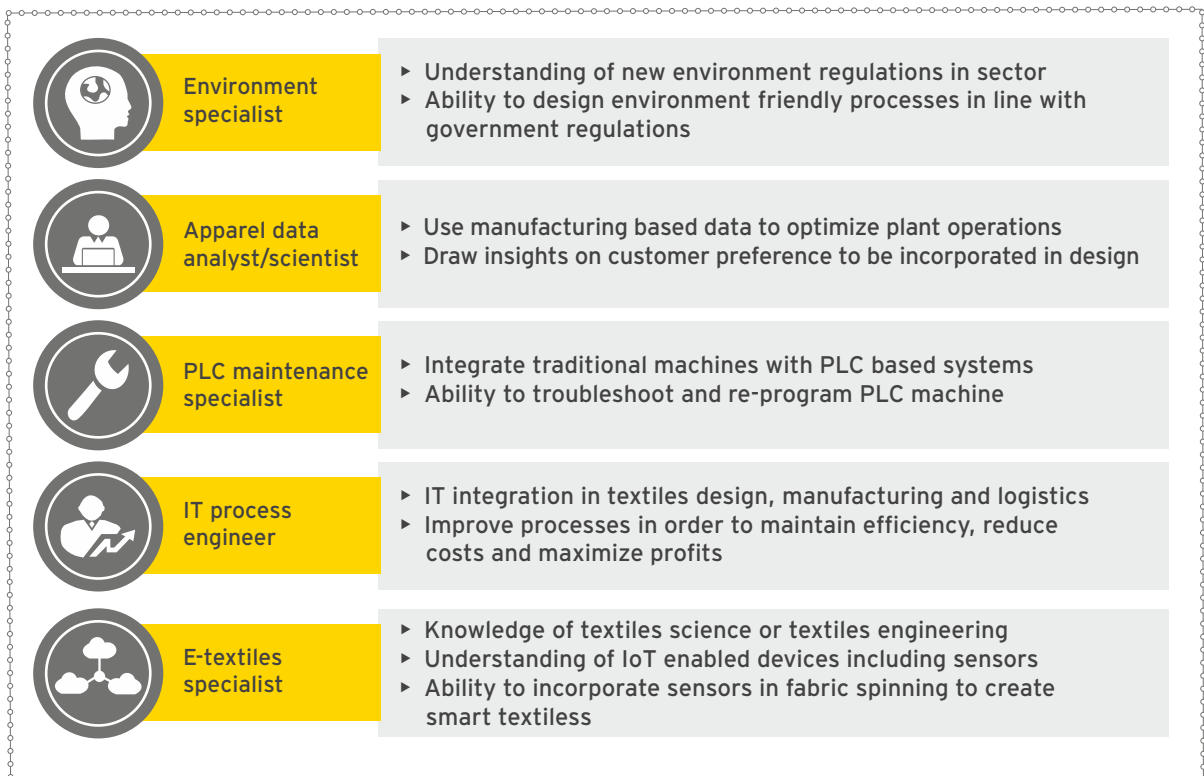 Environment
specialist
▸ Understanding of new environment regulations in sector
▸ Ability to design environment friendly processes in line with
government regulations
Apparel data
analyst/scientist
▸ Use manufacturing based data to optimize plant operations
▸ Draw insights on customer preference to be incorporated in design
PLC maintenance
specialist
▸ Integrate traditional machines with PLC based systems
▸ Ability to troubleshoot and re-program PLC machine
IT process
engineer
▸ IT integration in textiles design, manufacturing and logistics
▸ Improve processes in order to maintain efficiency, reduce
costs and maximize profits
E-textiles
specialist
▸ Knowledge of textiles science or textiles engineering
▸ Understanding of IoT enabled devices including sensors
▸ Ability to incorporate sensors in fabric spinning to create
smart textiless